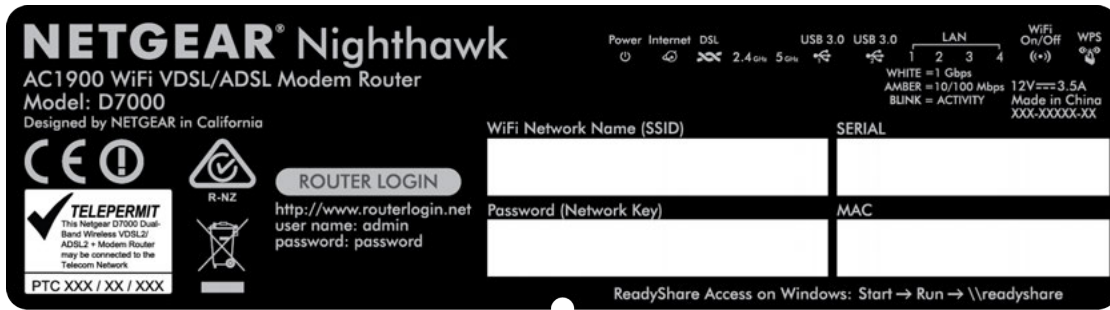 NETGEAR® Nighthawk
AC1900 WiFi VDSL/ADSL Modem Router
Model: D7000
Designed by NETGEAR in California
CE
R-NZ
TELEPERMIT
This Netgear D7000 Dual-
Band Wireless VDSL2/
ADSL2 + Modem Router
may be connected to the
Telecom Network
PTC XXX / XX / XXX
ROUTER LOGIN
http://www.routerlogin.net
user name: admin
password: password
Power Internet DSL
2.4GHz 5GHz
USB 3.0 USB 3.0
LAN
1 2 3 4
WiFi
On/Off
WPS
WHITE =1 Gbps
AMBER =10/100 Mbps
BLINK = ACTIVITY
12V⎓3.5A
Made in China
XXX-XXXXX-XX
WiFi Network Name (SSID)
SERIAL
Password (Network Key)
MAC
ReadyShare Access on Windows: Start → Run → \\readyshare